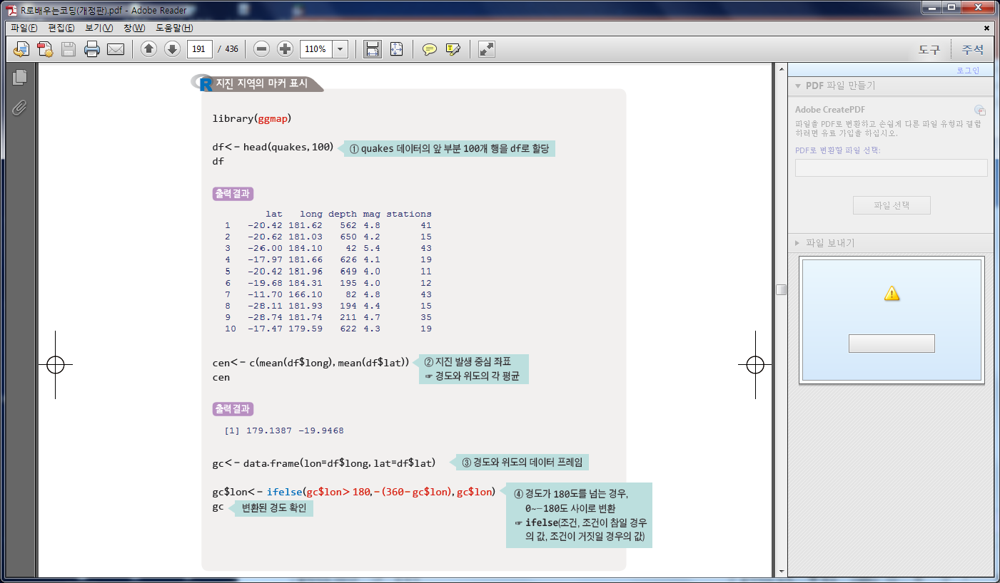 R로배우는코딩(개정판).pdf - Adobe Reader
파일(F) 편집(E) 보기(V) 창(W) 도움말(H)
191 / 436 110% 도구 주석
로그인
PDF 파일 만들기
Adobe CreatePDF
파일을 PDF로 변환하고 손쉽게 다른 파일 유형과 결합
하려면 유료 가입을 하십시오.
PDF로 변환할 파일 선택:
파일 선택
파일 보내기
R 지진 지역의 마커 표시
library(ggmap)
df<-head(quakes,100) ① quakes 데이터의 앞 부분 100개 행을 df로 할당
df
출력 결과
lat long depth mag stations
1 -20.42 181.62 562 4.8 41
2 -20.62 181.03 650 4.2 15
3 -26.00 184.10 42 5.4 43
4 -17.97 181.66 626 4.1 19
5 -20.42 181.96 649 4.0 11
6 -19.68 184.31 195 4.0 12
7 -11.70 166.10 82 4.8 43
8 -28.11 181.93 194 4.4 15
9 -28.74 181.74 211 4.7 35
10 -17.47 179.59 622 4.3 19
cen<-c(mean(df$long),mean(df$lat)) ② 지진 발생 중심 좌표
cen ☞ 경도와 위도의 각 평균
출력 결과
[1] 179.1387 -19.9468
gc<-data.frame(lon=df$long,lat=df$lat) ③ 경도와 위도의 데이터 프레임
gc$lon<-ifelse(gc$lon>180,-(360-gc$lon),gc$lon) ④ 경도가 180도를 넘는 경우,
gc 변환된 경도 확인 0~-180도 사이로 변환
☞ ifelse(조건, 조건이 참일 경우
의 값, 조건이 거짓일 경우의 값)